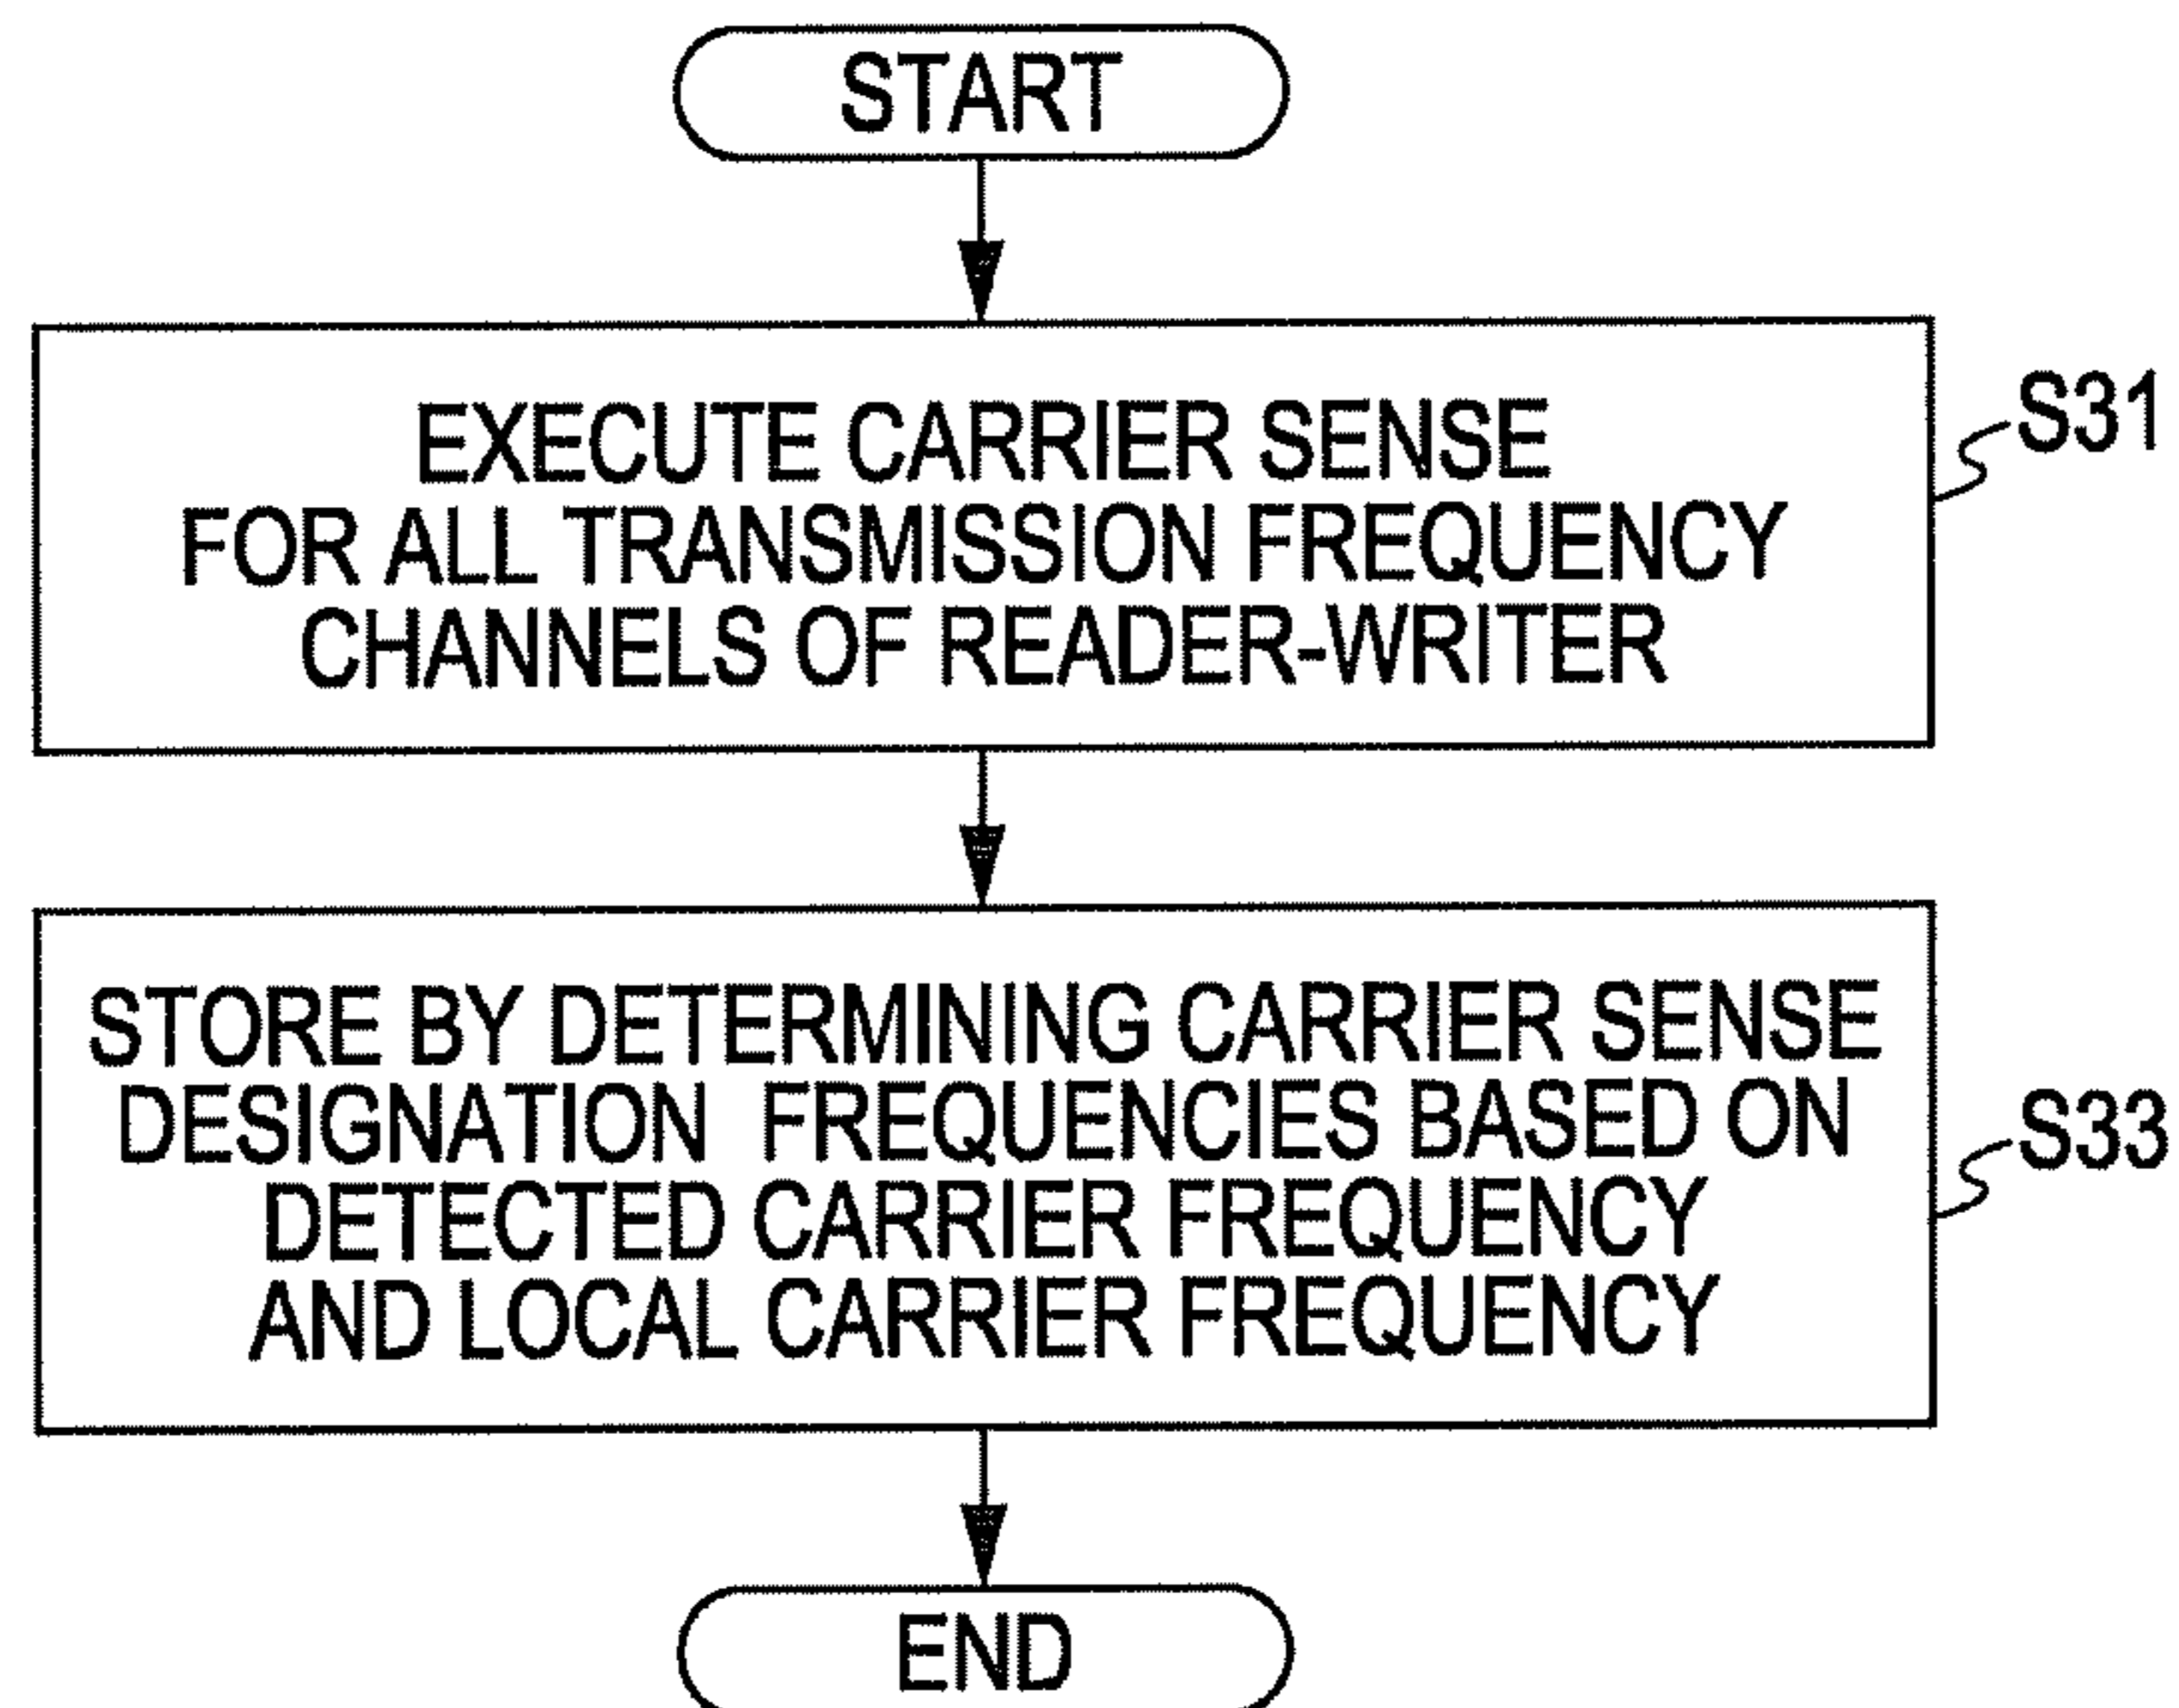 START
EXECUTE CARRIER SENSE
FOR ALL TRANSMISSION FREQUENCY
CHANNELS OF READER-WRITER
S31
STORE BY DETERMINING CARRIER SENSE
DESIGNATION FREQUENCIES BASED ON
DETECTED CARRIER FREQUENCY
AND LOCAL CARRIER FREQUENCY
S33
END